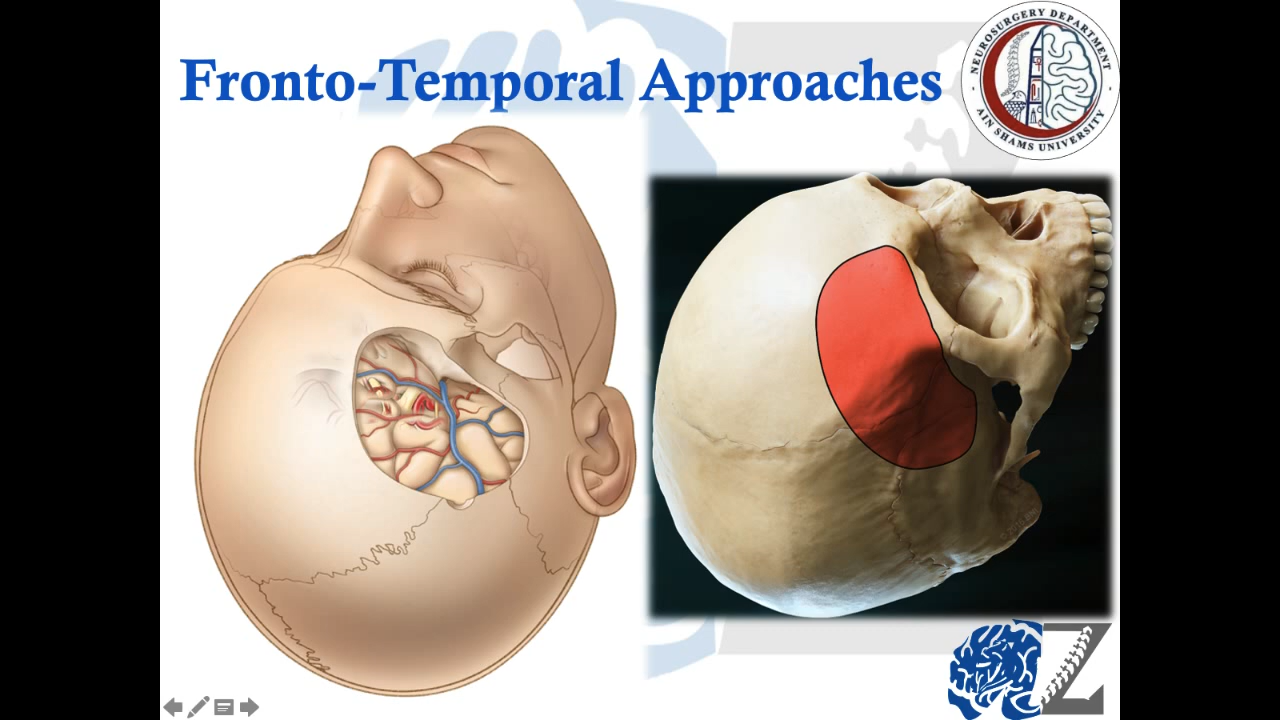 Fronto-Temporal Approaches
NEUROSURGERY DEPARTMENT
AIN SHAMS UNIVERSITY
Z